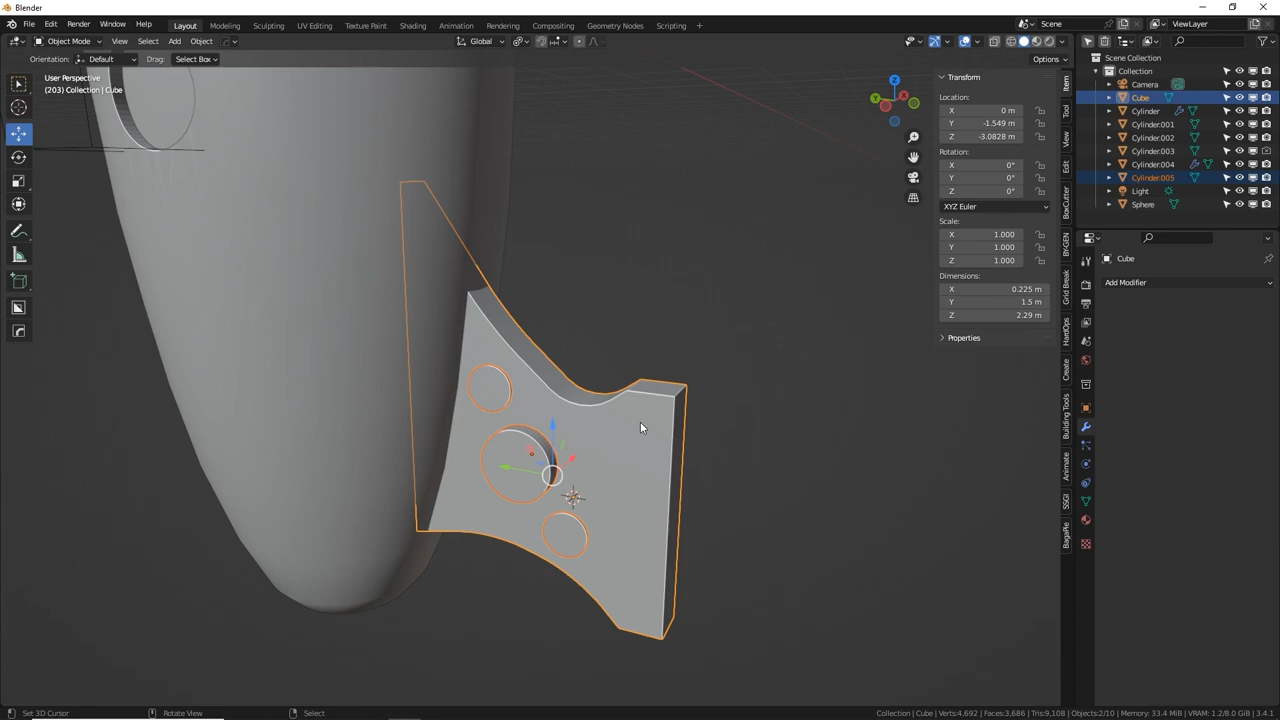 Blender
File Edit Render Window Help Layout Modeling Sculpting UV Editing Texture Paint Shading Animation Rendering Compositing Geometry Nodes Scripting + Scene ViewLayer
Object Mode View Select Add Object Global
Orientation: Default Drag: Select Box Options
User Perspective
(203) Collection | Cube
Z
X
Y
Transform
Location:
X 0 m
Y -1.549 m
Z -3.0828 m
Rotation:
X 0°
Y 0°
Z 0°
XYZ Euler
Scale:
X 1.000
Y 1.000
Z 1.000
Dimensions:
X 0.225 m
Y 1.5 m
Z 2.29 m
Properties
Item
Tool
View
Edit
BoxCutter
BY-GEN
Grid Break
HardOps
Create
Building Tools
Animate
SSGI
BagaPie
Scene Collection
Collection
Camera
Cube
Cylinder
Cylinder.001
Cylinder.002
Cylinder.003
Cylinder.004
Cylinder.005
Light
Sphere
Cube
Add Modifier
Set 3D Cursor Rotate View Select Collection | Cube | Verts:4,692 | Faces:3,686 | Tris:9,108 | Objects:2/10 | Memory: 33.4 MiB | VRAM: 1.2/8.0 GiB | 3.4.1